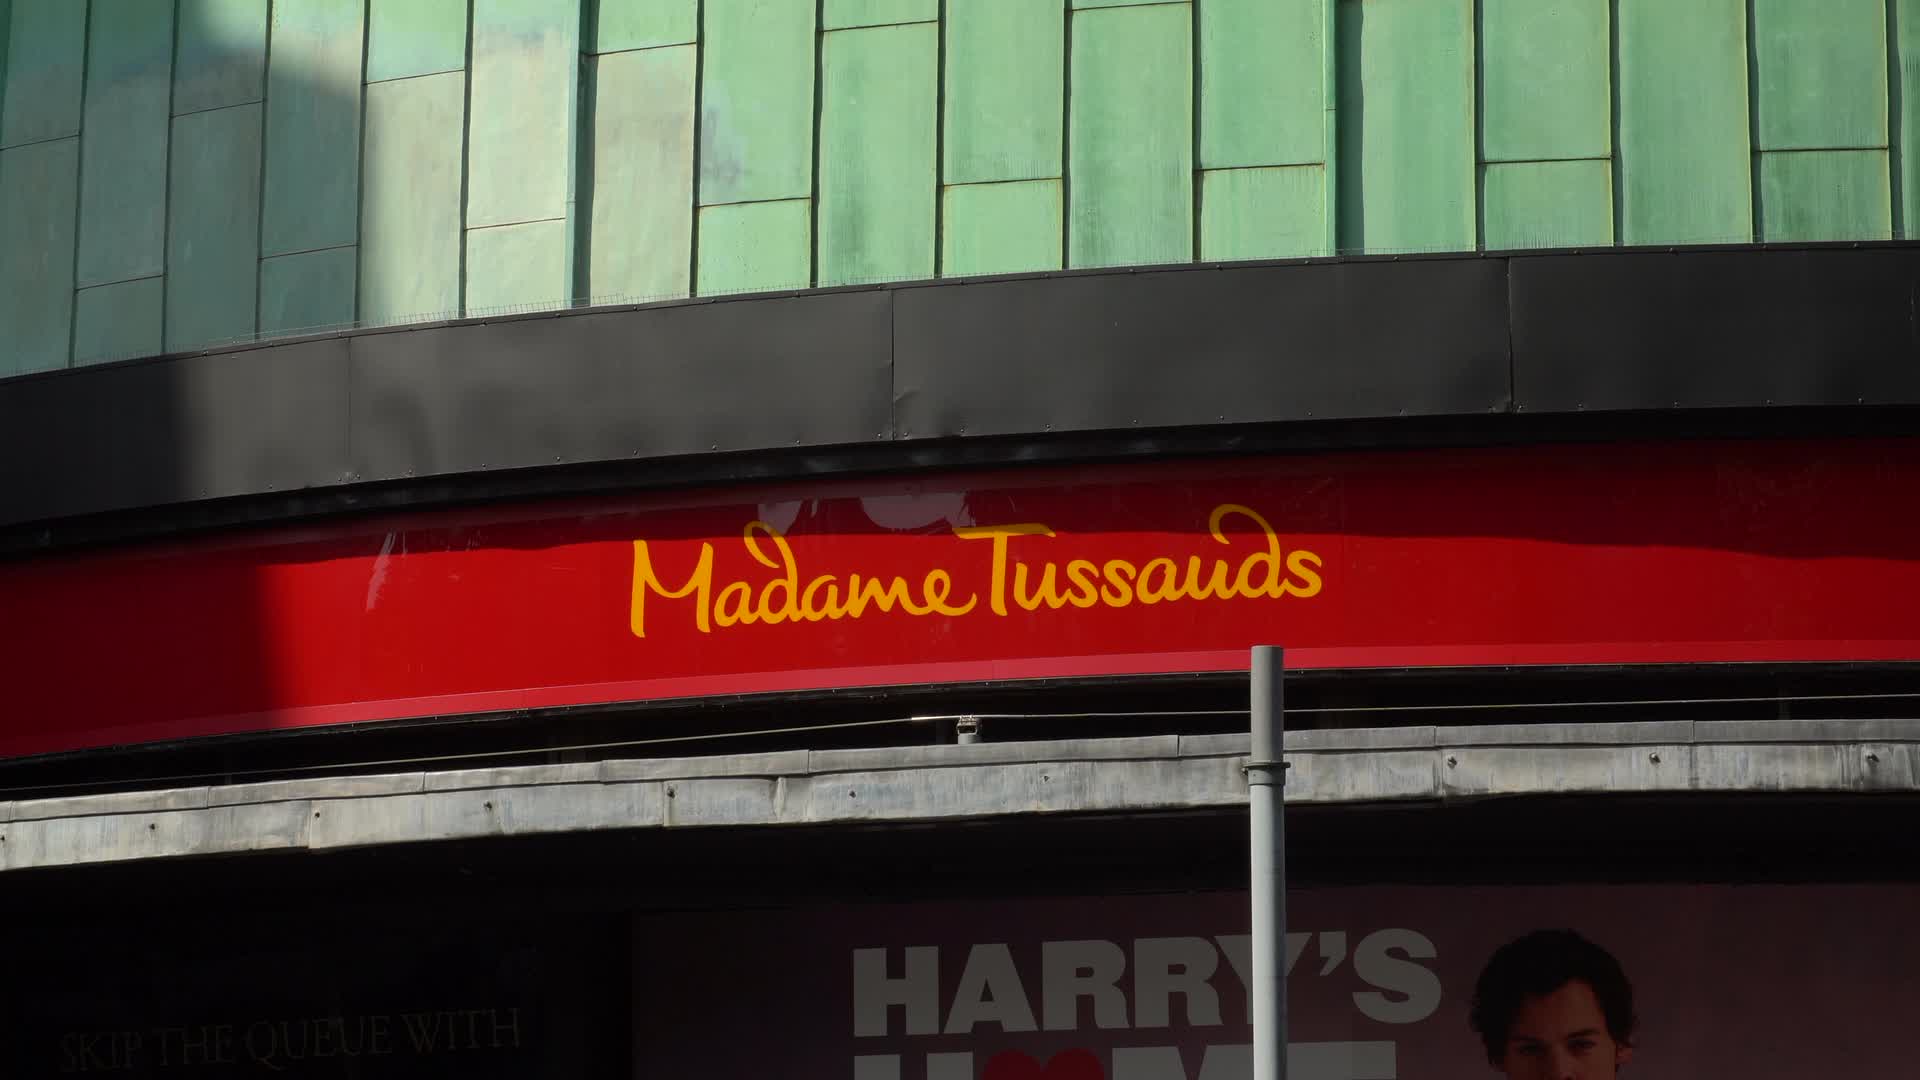 Madame Tussauds
SKIP THE QUEUE WITH
HARRY'S